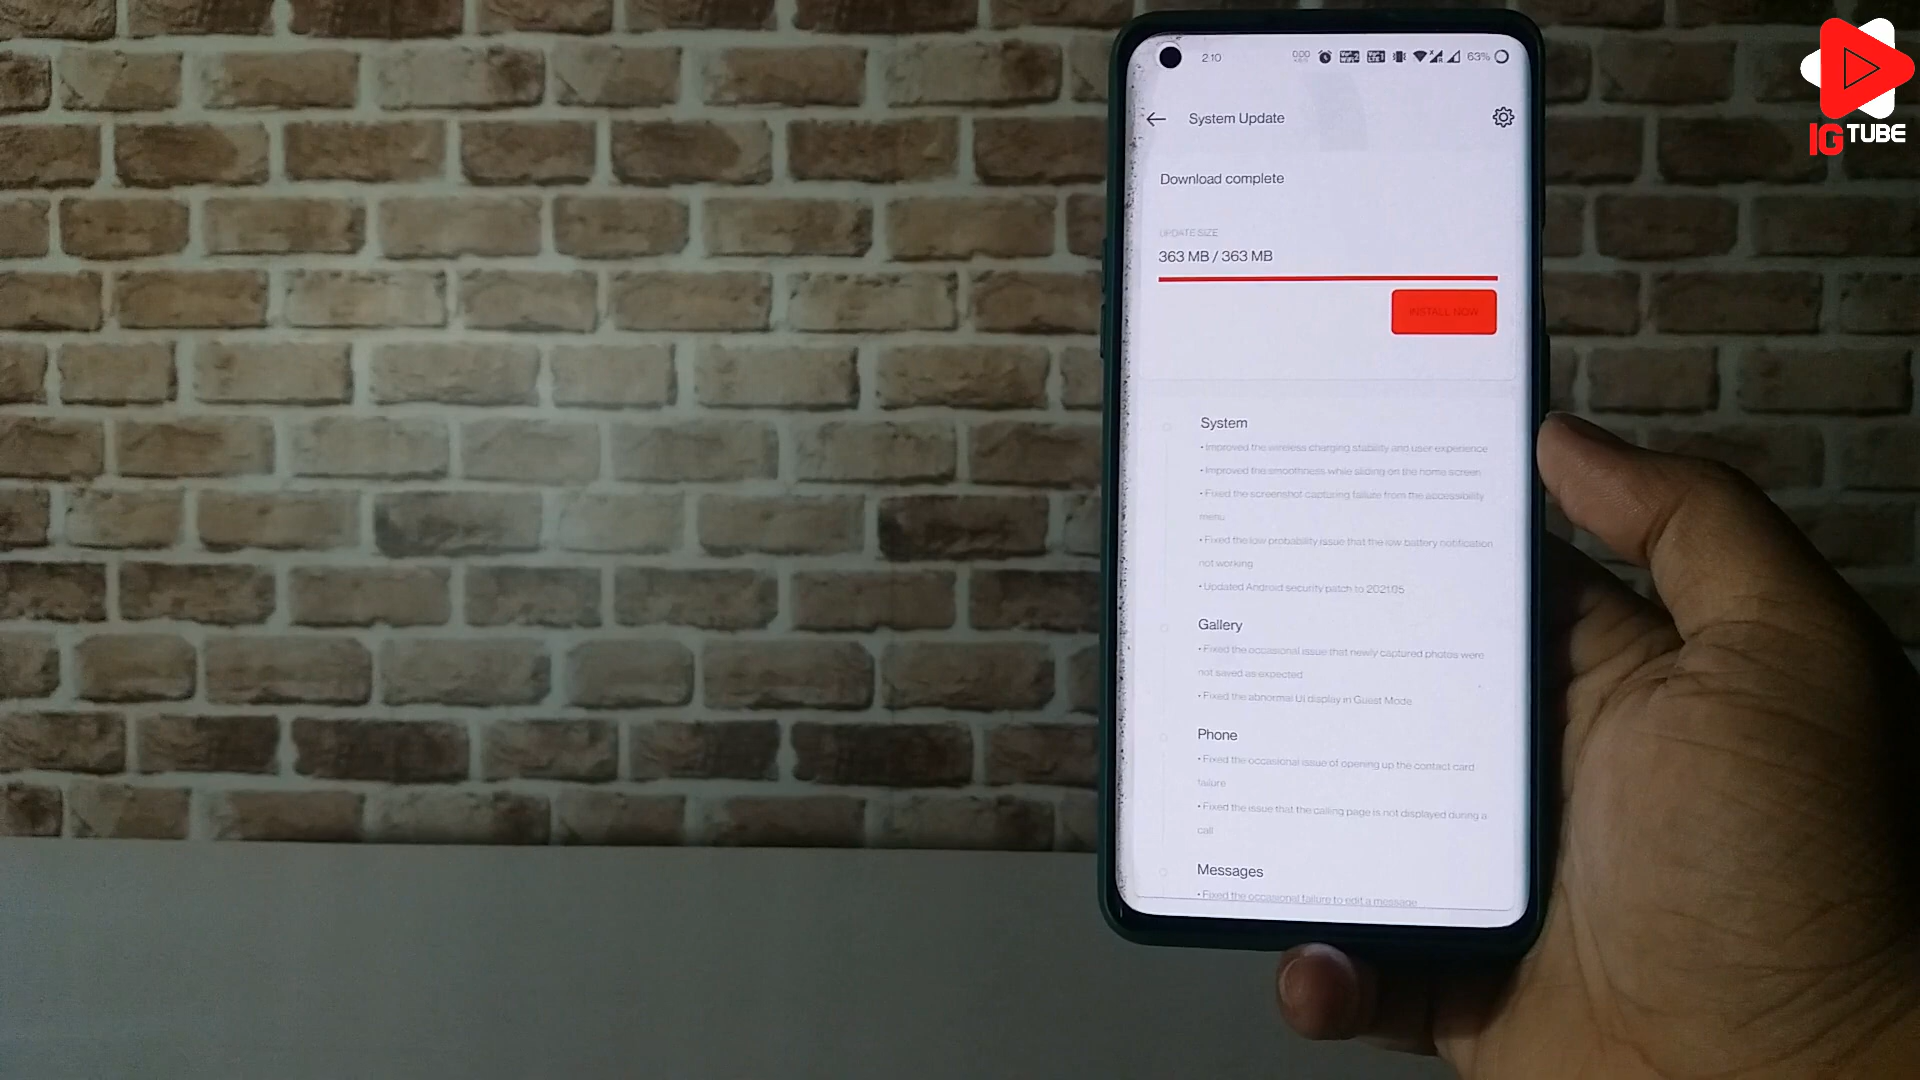 IG TUBE
2:10
0.00
63%
System Update
Download complete
UPDATE SIZE
363 MB / 363 MB
INSTALL NOW
System
• Improved the wireless charging stability and user experience
• Improved the smoothness while sliding on the home screen
• Fixed the screenshot capturing failure from the accessibility
menu
• Fixed the low probability issue that the low battery notification
not working
• Updated Android security patch to 2021.05
Gallery
• Fixed the occasional issue that newly captured photos were
not saved as expected
• Fixed the abnormal UI display in Guest Mode
Phone
• Fixed the occasional issue of opening up the contact card
failure
• Fixed the issue that the calling page is not displayed during a
call
Messages
• Fixed the occasional failure to edit a message